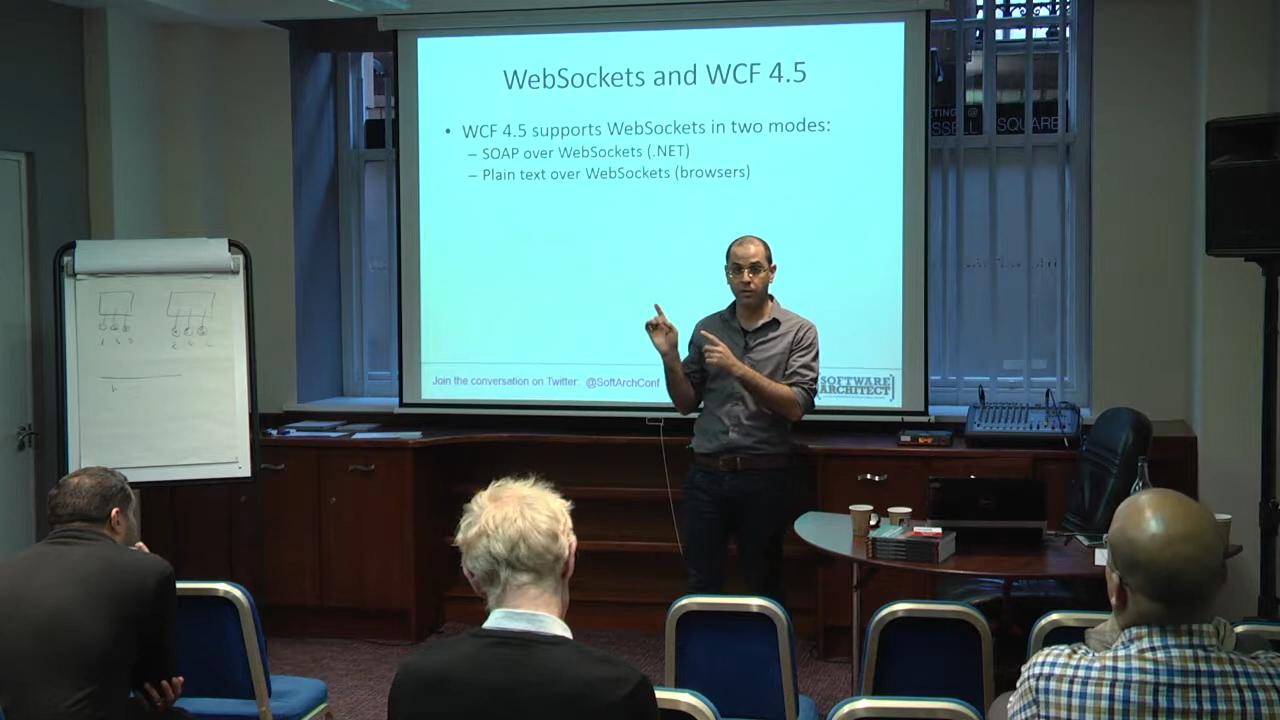 WebSockets and WCF 4.5
• WCF 4.5 supports WebSockets in two modes:
– SOAP over WebSockets (.NET)
– Plain text over WebSockets (browsers)
Join the conversation on Twitter: @SoftArchConf
SOFTWARE
ARCHITECT
SQUARE